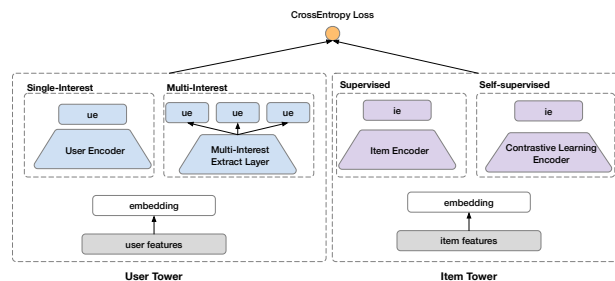 CrossEntropy Loss
Single-Interest
Multi-Interest
Supervised
Self-supervised
ue
ue
ue
ue
ie
ie
User Encoder
Multi-Interest
Extract Layer
Item Encoder
Contrastive Learning
Encoder
embedding
embedding
user features
item features
User Tower
Item Tower